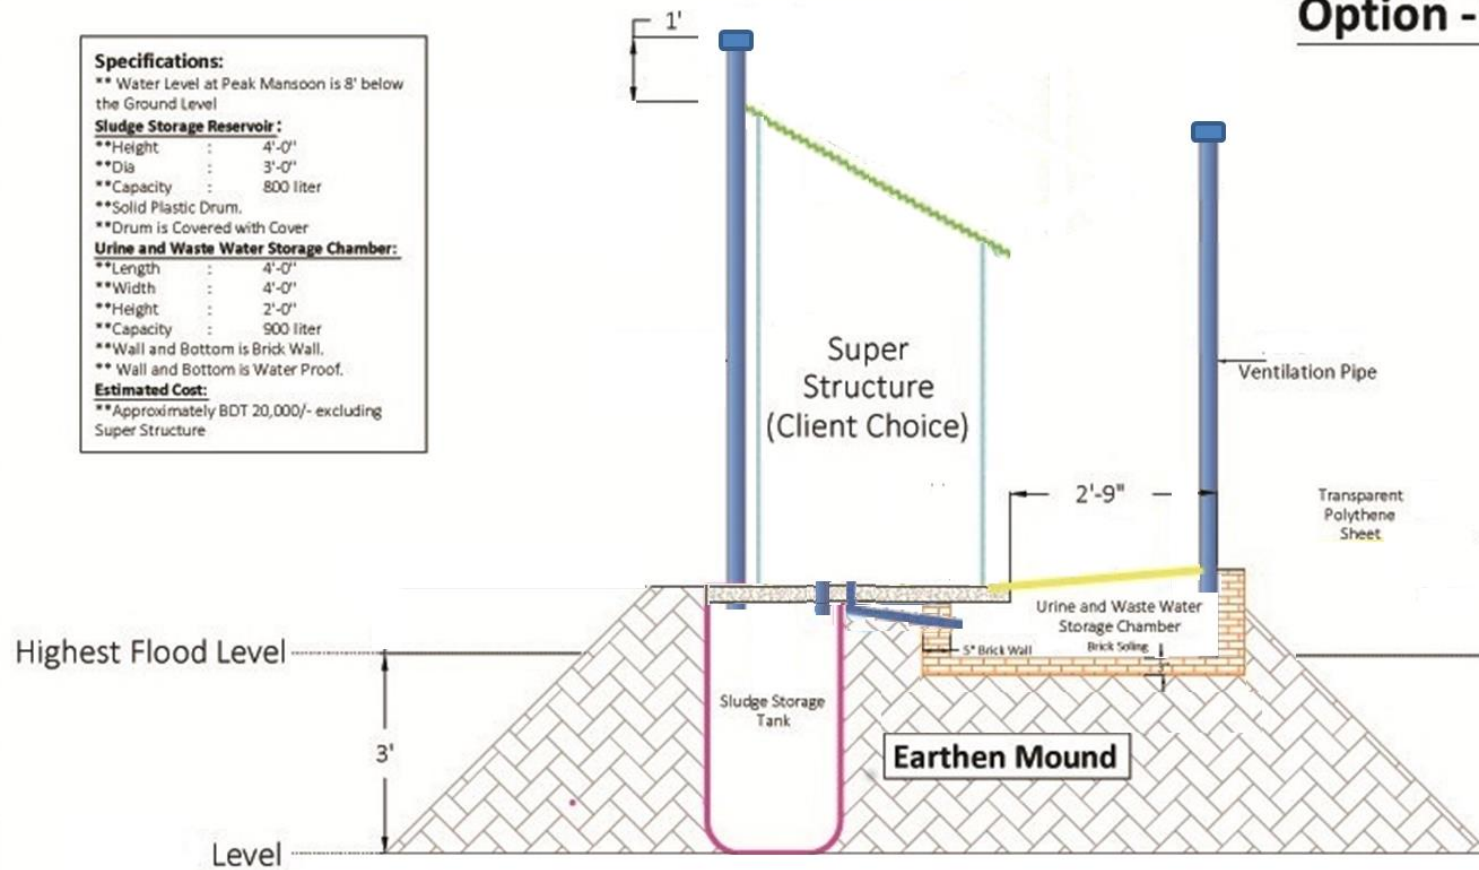 Option -
1'
Specifications:
** Water Level at Peak Mansoon is 8' below
the Ground Level
Sludge Storage Reservoir:
**Height : 4'-0"
**Dia : 3'-0"
**Capacity : 800 liter
**Solid Plastic Drum.
**Drum is Covered with Cover
Urine and Waste Water Storage Chamber:
**Length : 4'-0"
**Width : 4'-0"
**Height : 2'-0"
**Capacity : 900 liter
**Wall and Bottom is Brick Wall.
** Wall and Bottom is Water Proof.
Estimated Cost:
**Approximately BDT 20,000/- excluding
Super Structure
Super
Structure
(Client Choice)
Ventilation Pipe
2'-9"
Transparent
Polythene
Sheet
Urine and Waste Water
Storage Chamber
Brick Soling
5" Brick Wall
Highest Flood Level
Sludge Storage
Tank
3'
Earthen Mound
Level